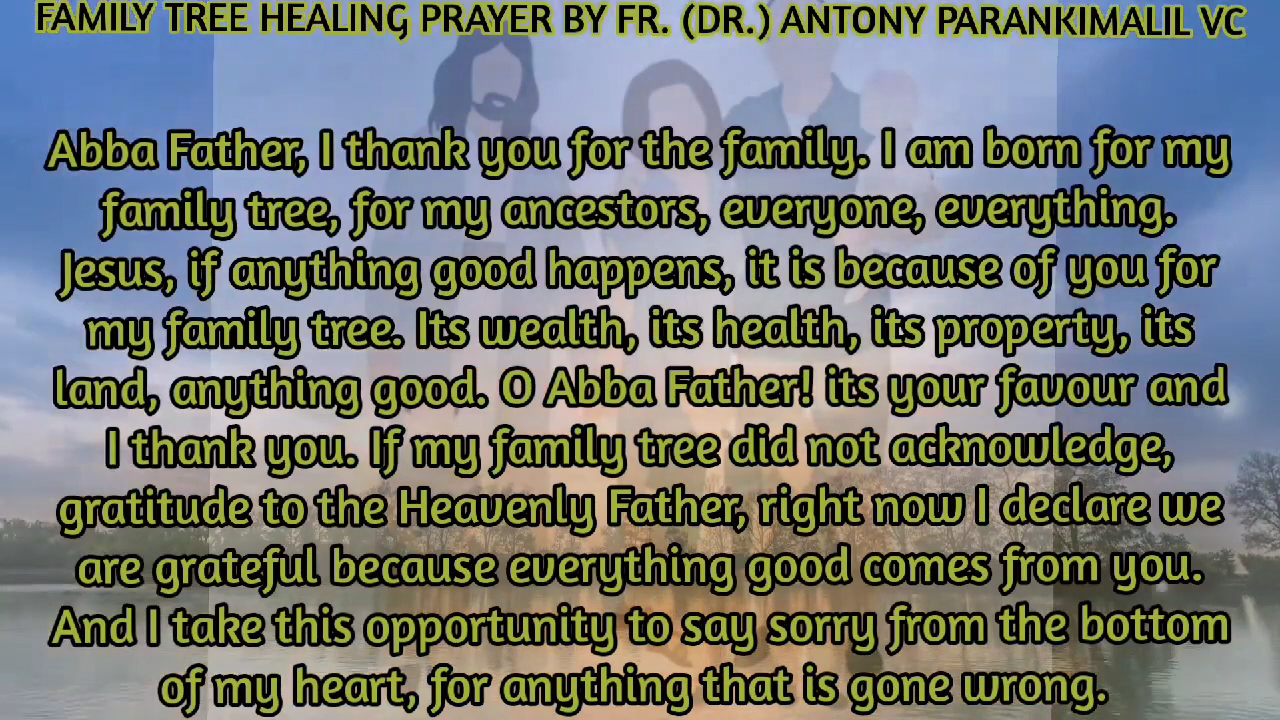 FAMILY TREE HEALING PRAYER BY FR. (DR.) ANTONY PARANKIMALIL VC
Abba Father, I thank you for the family. I am born for my
family tree, for my ancestors, everyone, everything.
Jesus, if anything good happens, it is because of you for
my family tree. Its wealth, its health, its property, its
land, anything good. O Abba Father! its your favour and
I thank you. If my family tree did not acknowledge,
gratitude to the Heavenly Father, right now I declare we
are grateful because everything good comes from you.
And I take this opportunity to say sorry from the bottom
of my heart, for anything that is gone wrong.